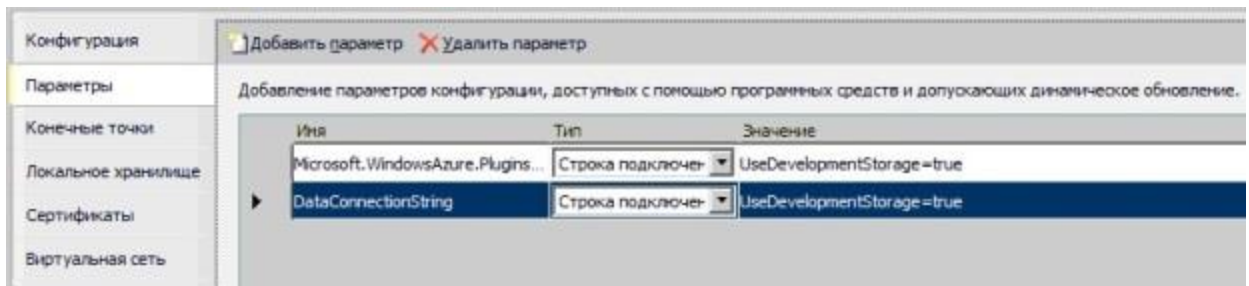 Конфигурация
Добавить параметр Удалить параметр
Параметры
Добавление параметров конфигурации, доступных с помощью программных средств и допускающих динамическое обновление.
Конечные точки
Имя Тип Значение
Microsoft.WindowsAzure.Plugins... Строка подключен UseDevelopmentStorage=true
Локальное хранилище
DataConnectionString Строка подключен UseDevelopmentStorage=true
Сертификаты
Виртуальная сеть